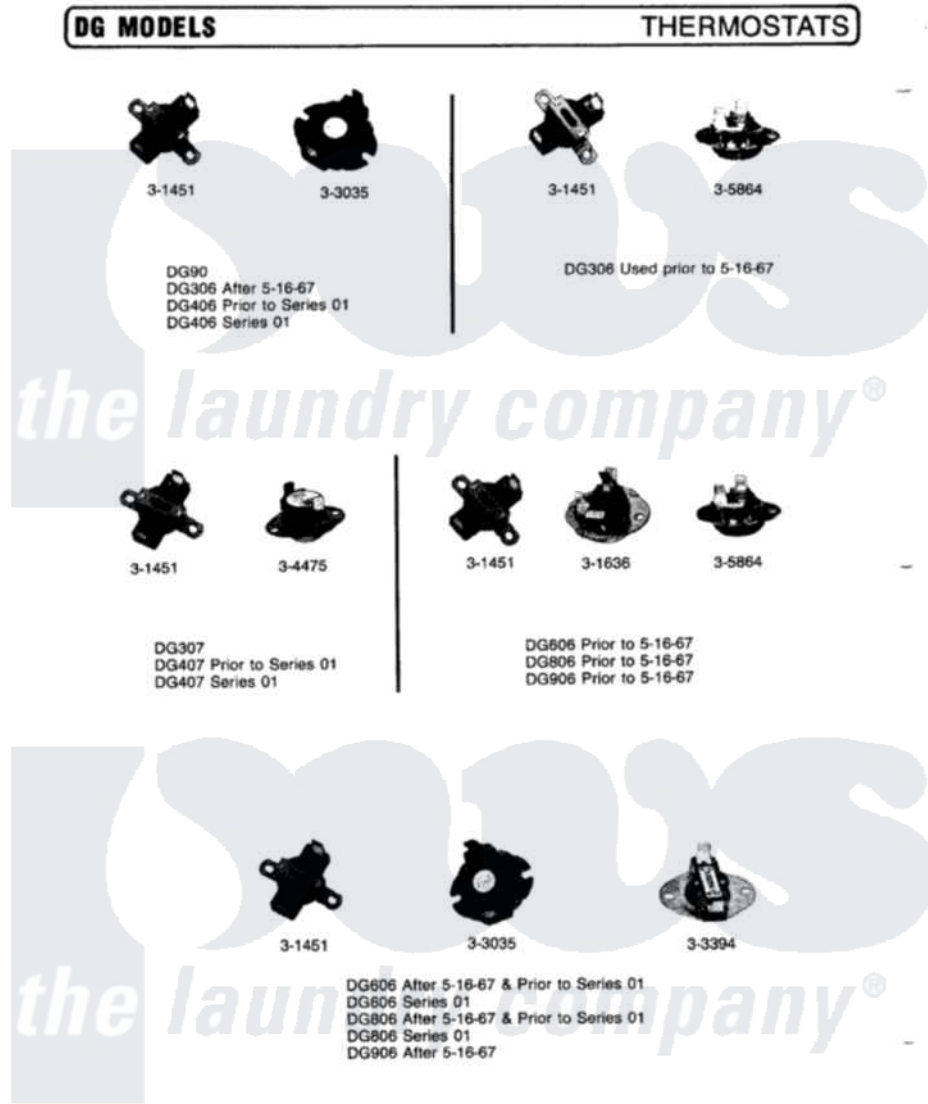 DG MODELS
THERMOSTATS
3-1451
3-3035
DG90
DG306 After 5-16-67
DG406 Prior to Series 01
DG406 Series 01
3-1451
3-5864
DG306 Used prior to 5-16-67
the laundry company®
3-1451
3-4475
DG307
DG407 Prior to Series 01
DG407 Series 01
3-1451
3-1636
3-5864
DG606 Prior to 5-16-67
DG806 Prior to 5-16-67
DG906 Prior to 5-16-67
3-1451
3-3035
3-3394
DG606 After 5-16-67 & Prior to Series 01
DG606 Series 01
DG806 After 5-16-67 & Prior to Series 01
DG806 Series 01
DG906 After 5-16-67
the laundry company®